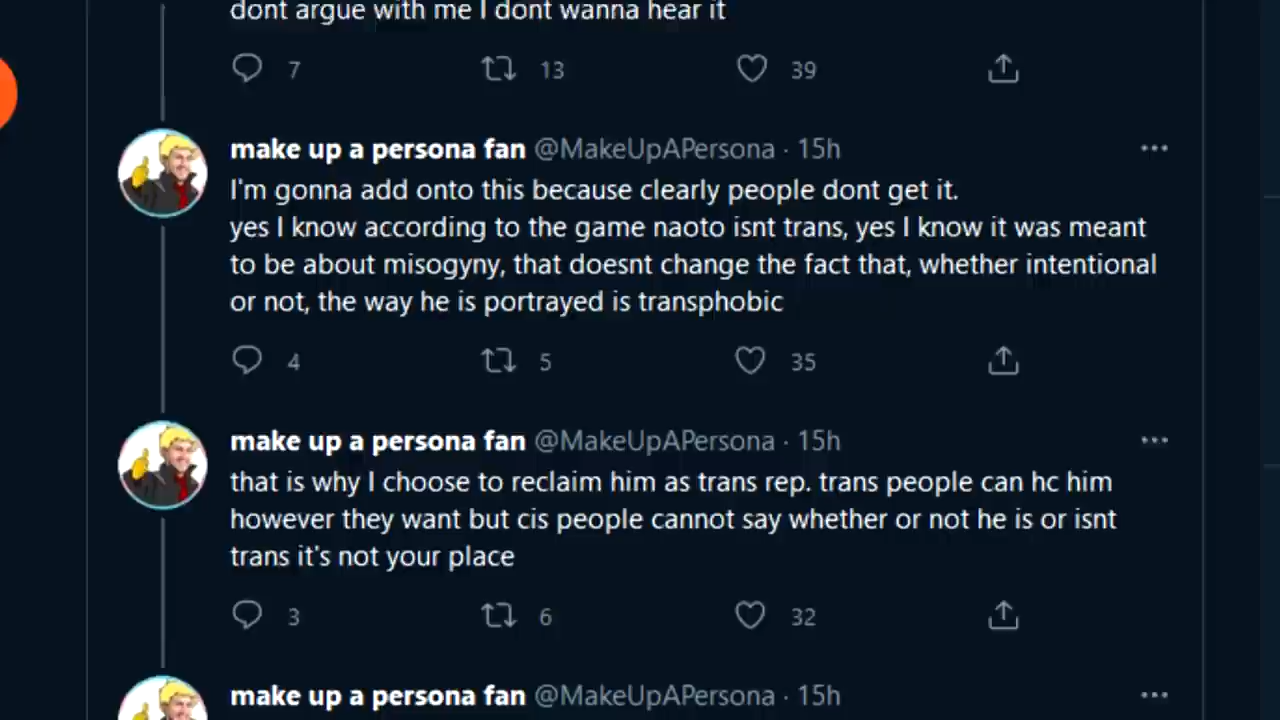 dont argue with me I dont wanna hear it
7 13 39
make up a persona fan @MakeUpAPersona · 15h
I'm gonna add onto this because clearly people dont get it.
yes I know according to the game naoto isnt trans, yes I know it was meant
to be about misogyny, that doesnt change the fact that, whether intentional
or not, the way he is portrayed is transphobic
4 5 35
make up a persona fan @MakeUpAPersona · 15h
that is why I choose to reclaim him as trans rep. trans people can hc him
however they want but cis people cannot say whether or not he is or isnt
trans it's not your place
3 6 32
make up a persona fan @MakeUpAPersona · 15h